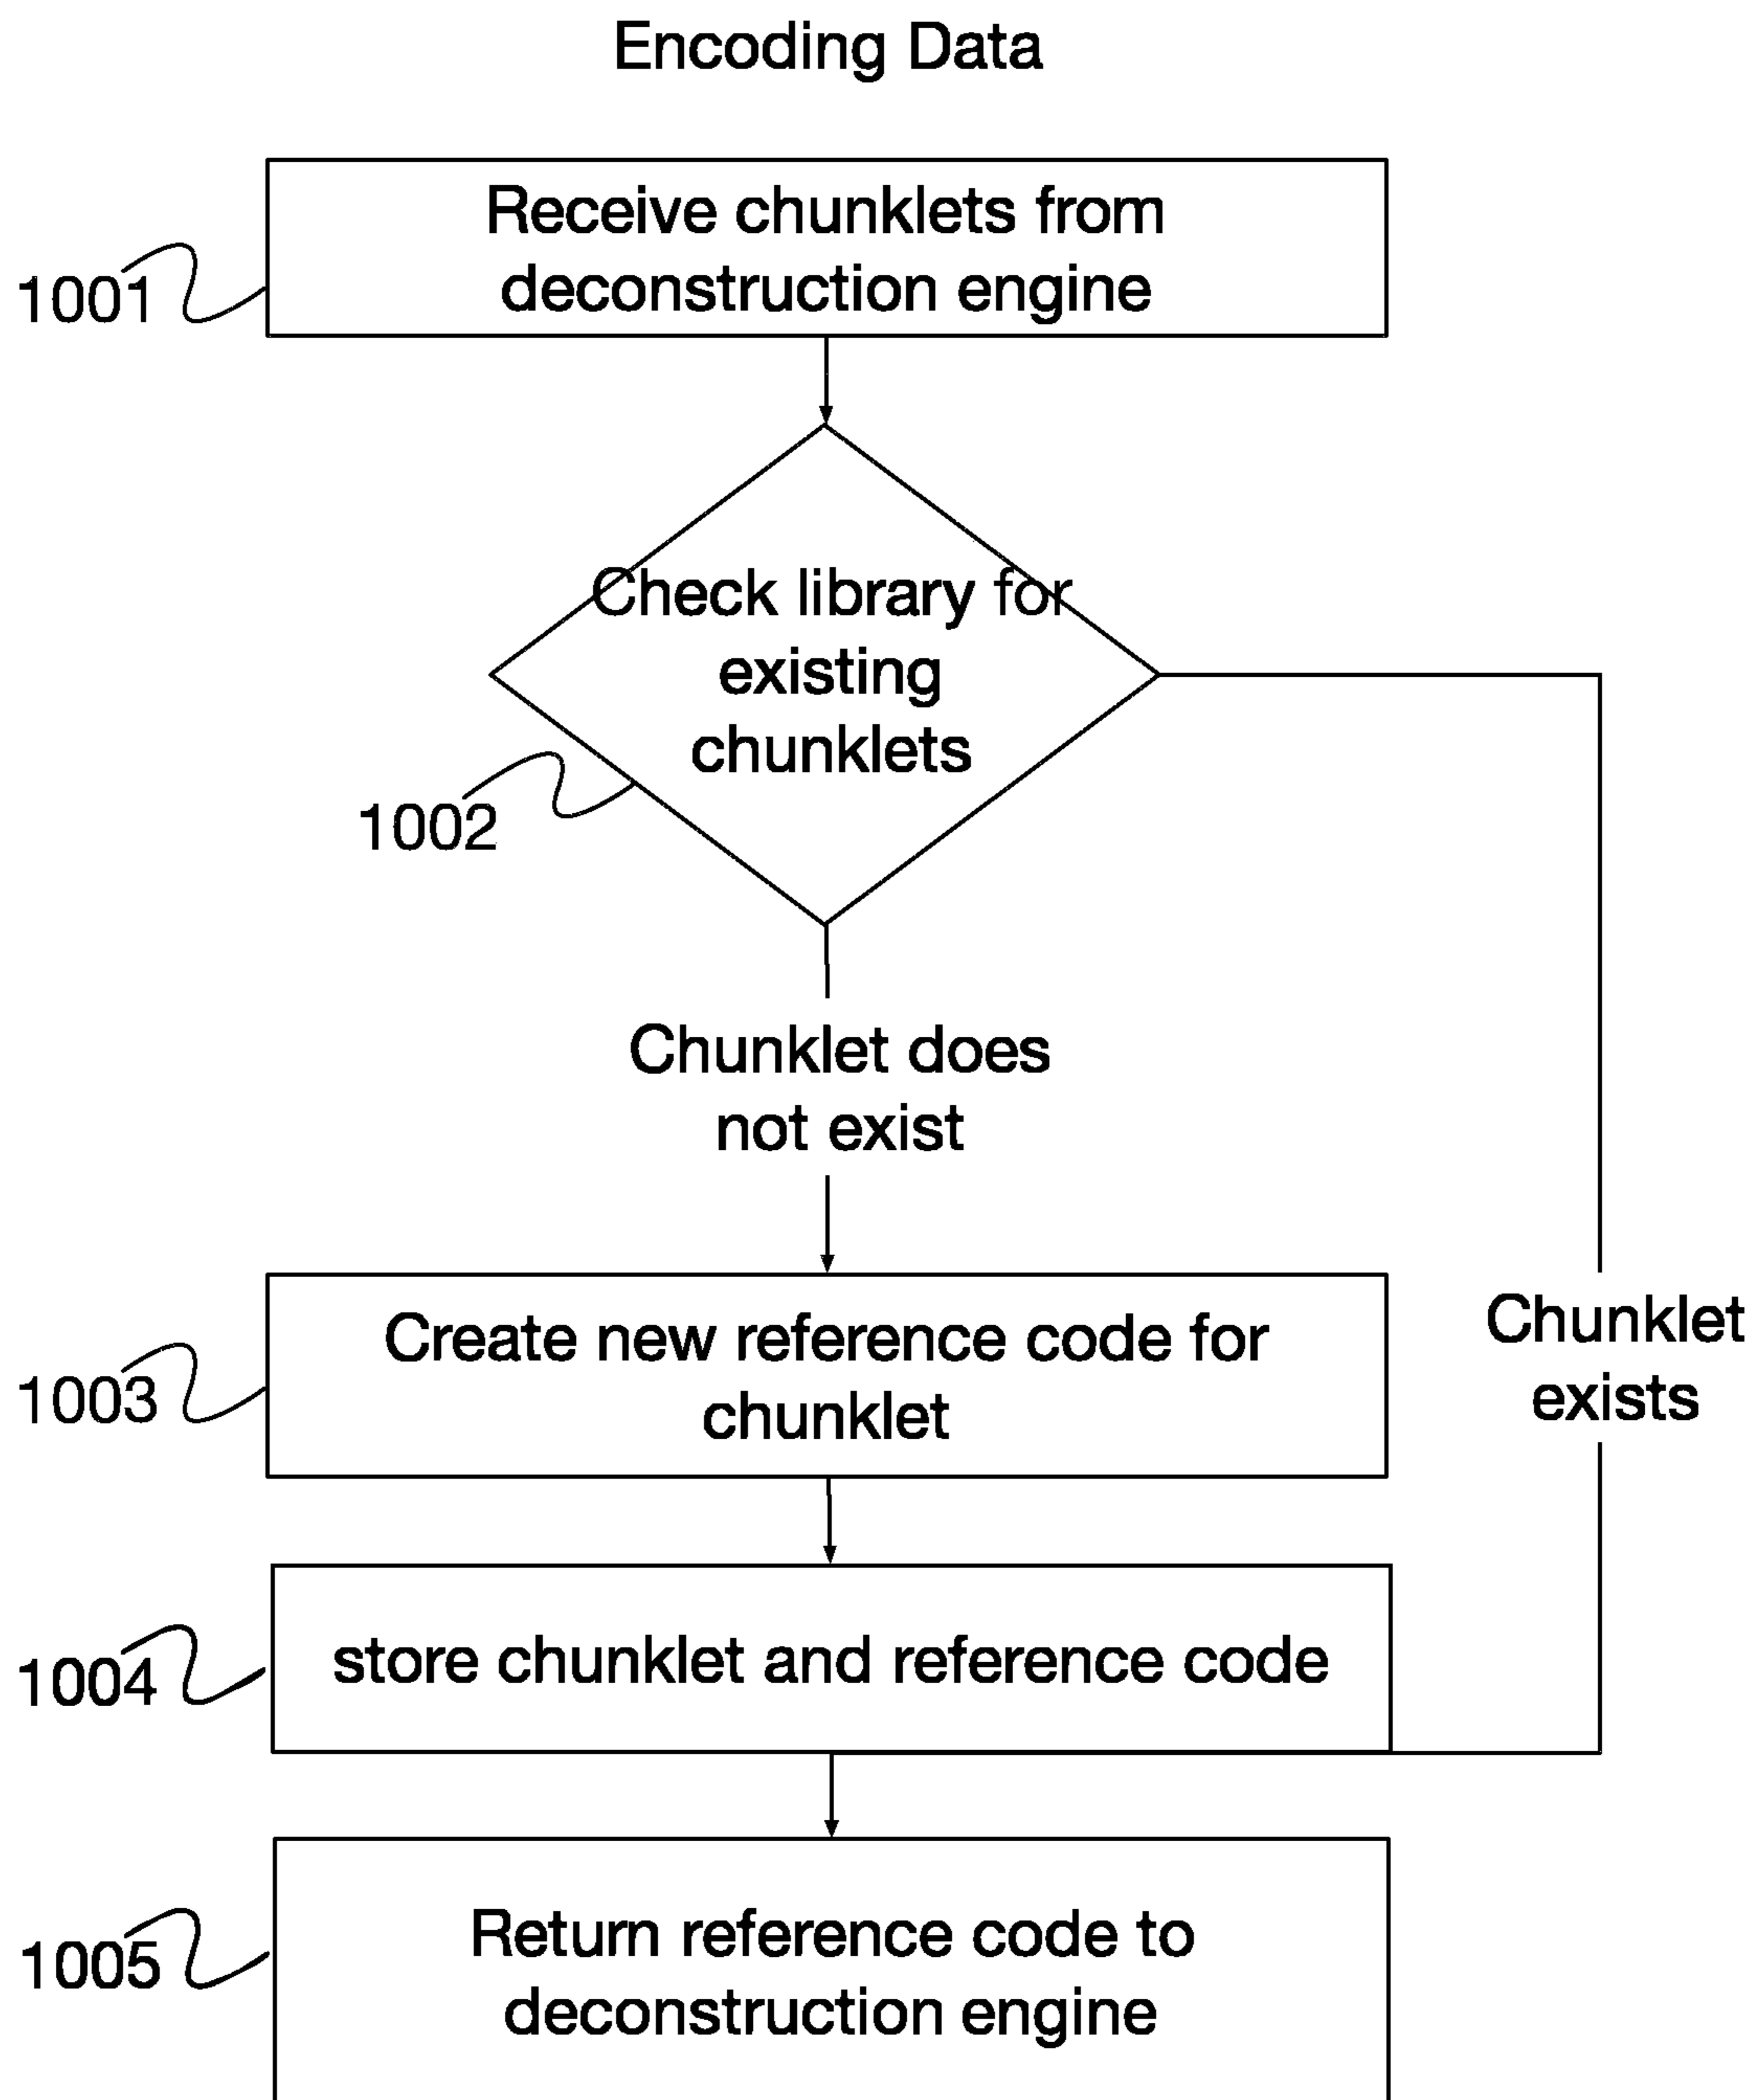 Encoding Data
Receive chunklets from
deconstruction engine
1001
Check library for
existing
chunklets
1002
Chunklet does
not exist
Create new reference code for
chunklet
1003
Chunklet
exists
store chunklet and reference code
1004
Return reference code to
deconstruction engine
1005